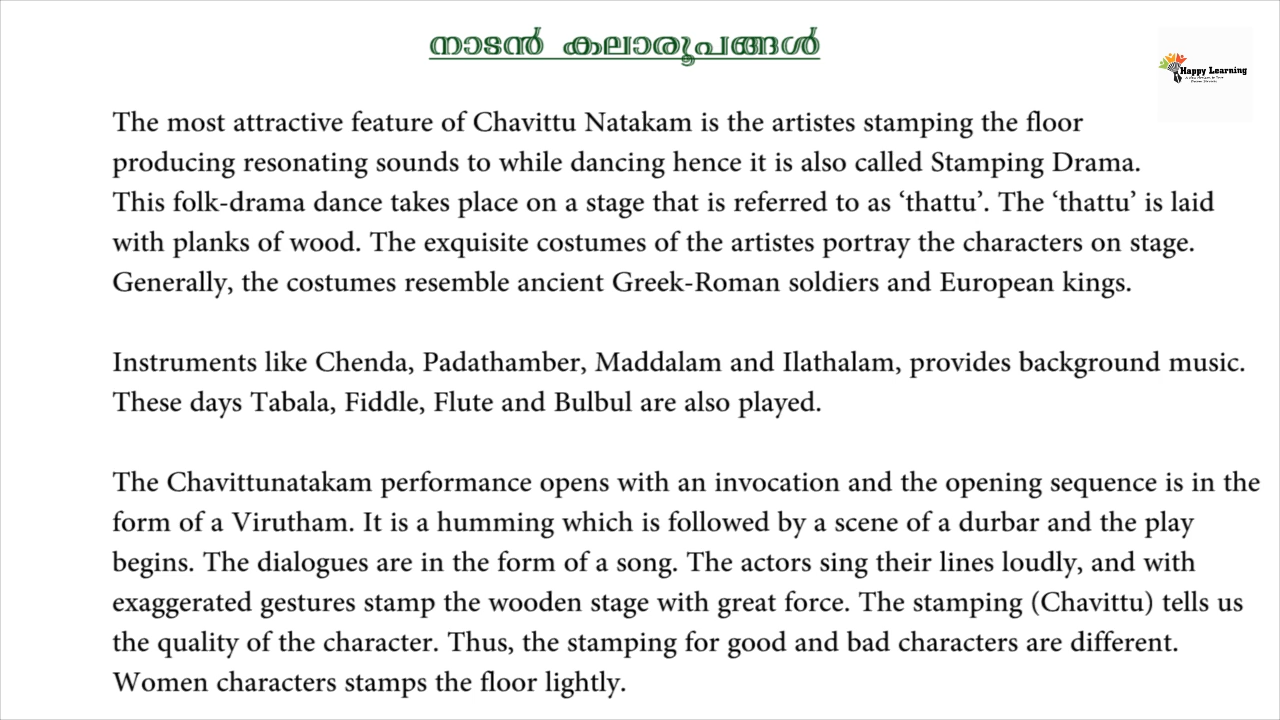 നാടൻ കലാരൂപങ്ങൾ
Happy Learning
The most attractive feature of Chavittu Natakam is the artistes stamping the floor
producing resonating sounds to while dancing hence it is also called Stamping Drama.
This folk-drama dance takes place on a stage that is referred to as ‘thattu’. The ‘thattu’ is laid
with planks of wood. The exquisite costumes of the artistes portray the characters on stage.
Generally, the costumes resemble ancient Greek-Roman soldiers and European kings.
Instruments like Chenda, Padathamber, Maddalam and Ilathalam, provides background music.
These days Tabala, Fiddle, Flute and Bulbul are also played.
The Chavittunatakam performance opens with an invocation and the opening sequence is in the
form of a Virutham. It is a humming which is followed by a scene of a durbar and the play
begins. The dialogues are in the form of a song. The actors sing their lines loudly, and with
exaggerated gestures stamp the wooden stage with great force. The stamping (Chavittu) tells us
the quality of the character. Thus, the stamping for good and bad characters are different.
Women characters stamps the floor lightly.